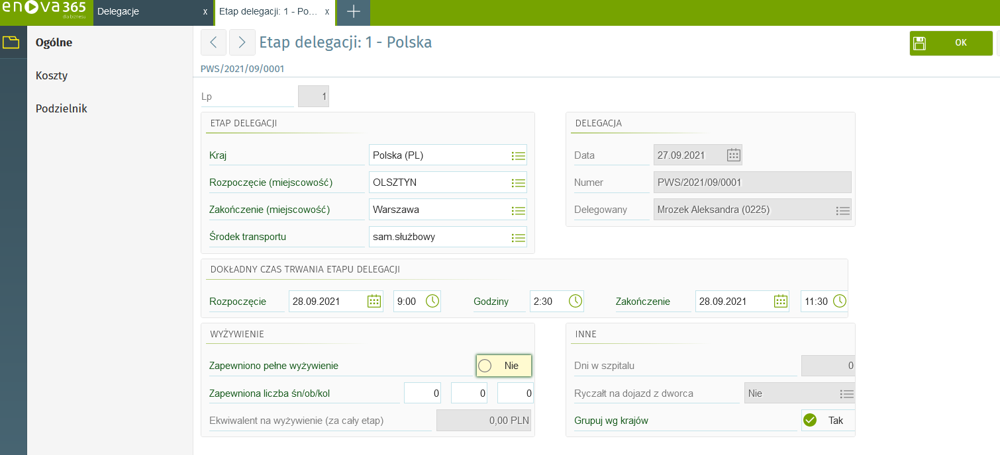 enova365
dla biznesu
Delegacje x
Etap delegacji: 1 - Po... x
Ogólne
Koszty
Podzielnik
Etap delegacji: 1 - Polska
OK
PWS/2021/09/0001
Lp 1
ETAP DELEGACJI
Kraj Polska (PL)
Rozpoczęcie (miejscowość) OLSZTYN
Zakończenie (miejscowość) Warszawa
Środek transportu sam.służbowy
DELEGACJA
Data 27.09.2021
Numer PWS/2021/09/0001
Delegowany Mrozek Aleksandra (0225)
DOKŁADNY CZAS TRWANIA ETAPU DELEGACJI
Rozpoczęcie 28.09.2021 9:00 Godziny 2:30 Zakończenie 28.09.2021 11:30
WYŻYWIENIE
Zapewniono pełne wyżywienie Nie
Zapewniona liczba śn/ob/kol 0 0 0
Ekwiwalent na wyżywienie (za cały etap) 0,00 PLN
INNE
Dni w szpitalu 0
Ryczałt na dojazd z dworca Nie
Grupuj wg krajów Tak